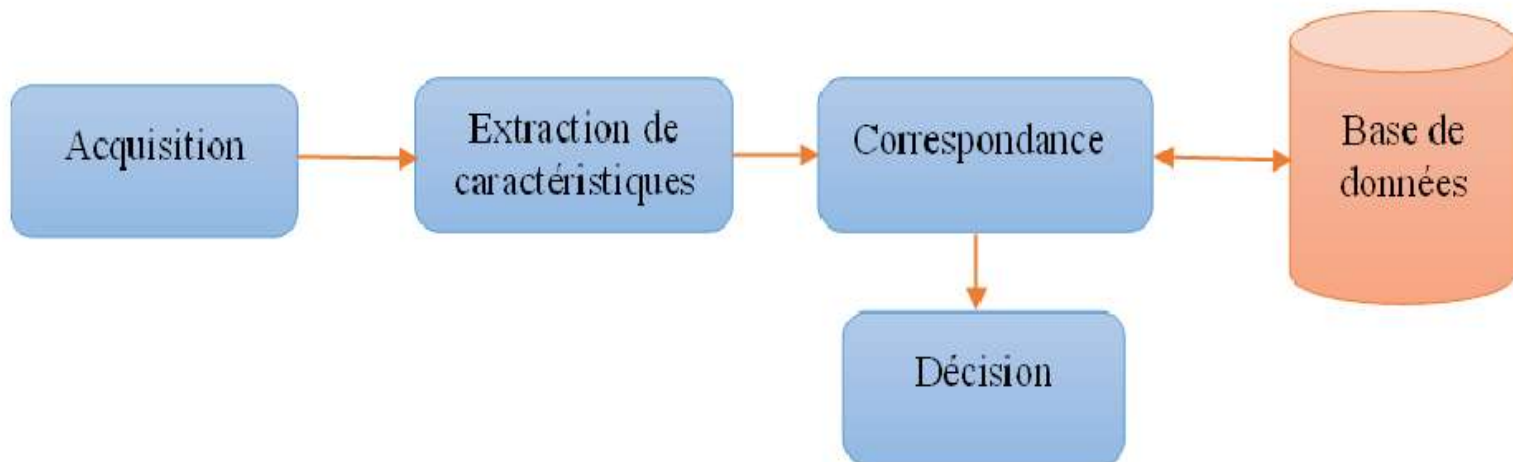 Acquisition
Extraction de
caractéristiques
Correspondance
Base de
données
Décision